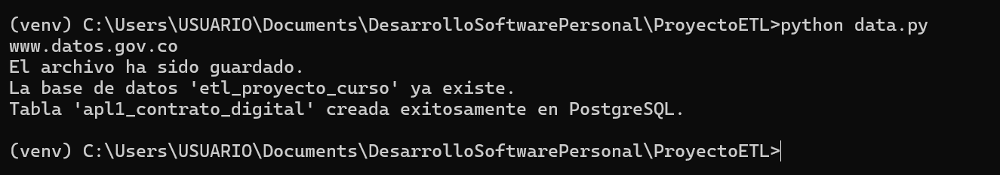 (venv) C:\Users\USUARIO\Documents\DesarrolloSoftwarePersonal\ProyectoETL>python data.py
www.datos.gov.co
El archivo ha sido guardado.
La base de datos 'etl_proyecto_curso' ya existe.
Tabla 'apl1_contrato_digital' creada exitosamente en PostgreSQL.
(venv) C:\Users\USUARIO\Documents\DesarrolloSoftwarePersonal\ProyectoETL>